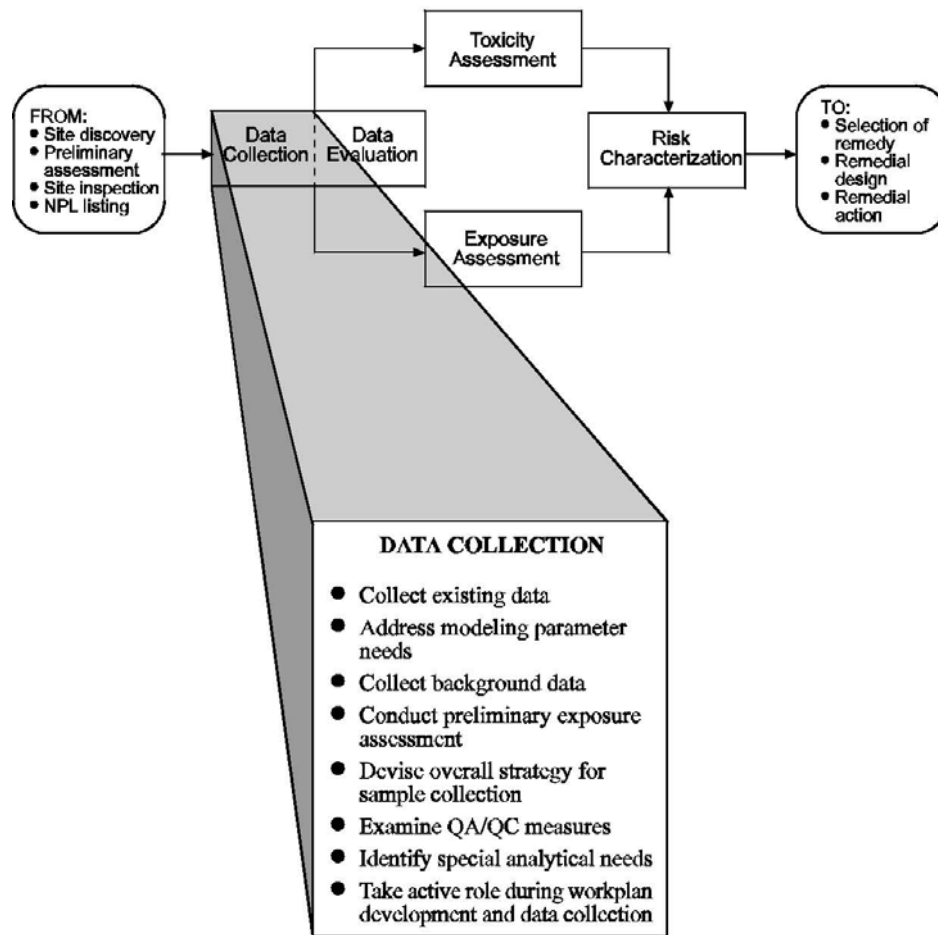 Toxicity
Assessment
FROM:
● Site discovery
● Preliminary
assessment
● Site inspection
● NPL listing
Data
Collection
Data
Evaluation
Risk
Characterization
TO:
● Selection of
remedy
● Remedial
design
● Remedial
action
Exposure
Assessment
DATA COLLECTION
● Collect existing data
● Address modeling parameter
needs
● Collect background data
● Conduct preliminary exposure
assessment
● Devise overall strategy for
sample collection
● Examine QA/QC measures
● Identify special analytical needs
● Take active role during workplan
development and data collection